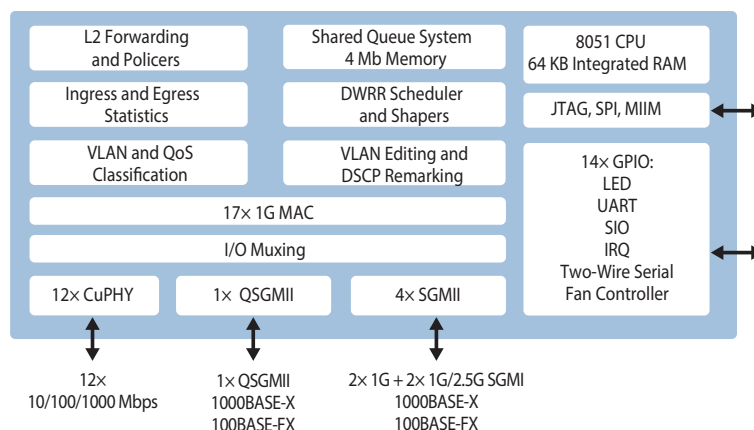 L2 Forwarding
and Policers
Shared Queue System
4 Mb Memory
8051 CPU
64 KB Integrated RAM
Ingress and Egress
Statistics
DWRR Scheduler
and Shapers
JTAG, SPI, MIIM
VLAN and QoS
Classification
VLAN Editing and
DSCP Remarking
14× GPIO:
LED
UART
SIO
IRQ
Two-Wire Serial
Fan Controller
17× 1G MAC
I/O Muxing
12× CuPHY
1× QSGMII
4× SGMII
12×
10/100/1000 Mbps
1× QSGMII
1000BASE-X
100BASE-FX
2× 1G + 2× 1G/2.5G SGMI
1000BASE-X
100BASE-FX